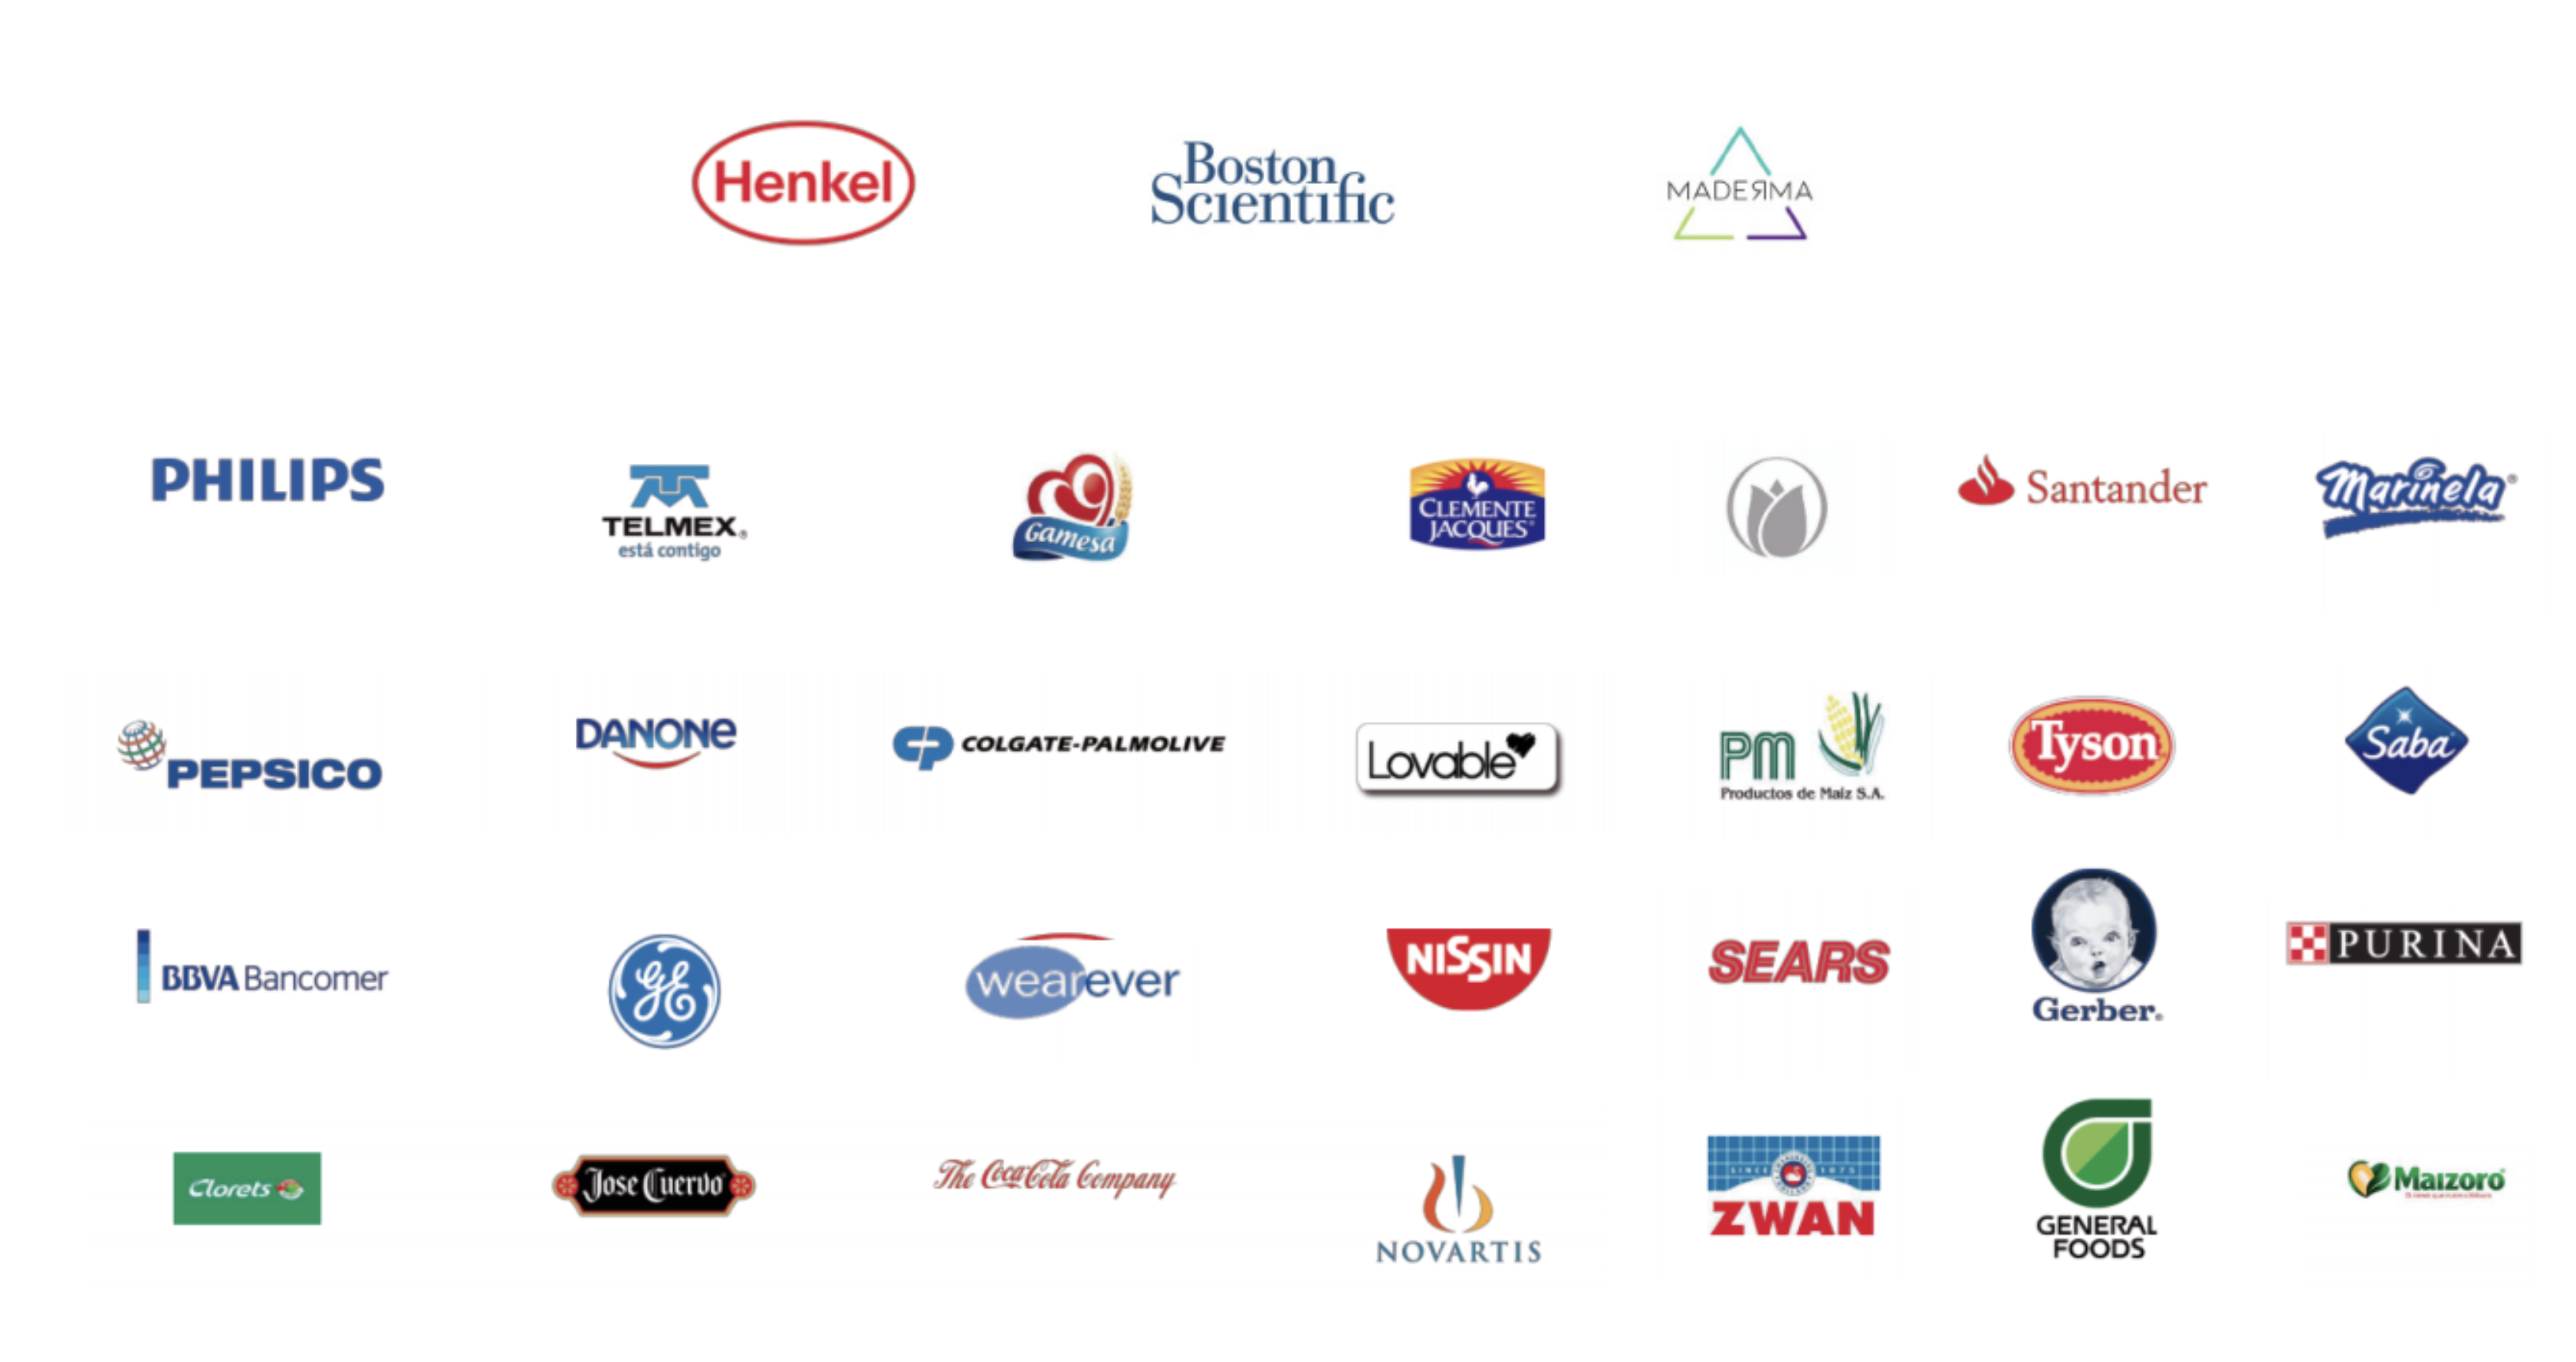 Henkel
Boston
Scientific
MADEЯMA
PHILIPS
TELMEX®
está contigo
Gamesa
CLEMENTE
JACQUES®
Santander
Marinela®
PEPSICO
DANONE
COLGATE-PALMOLIVE
Lovable
PM
Productos de Maíz S.A.
Tyson
Saba
BBVA Bancomer
GE
wearever
NISSIN
SEARS
Gerber®
PURINA
Clorets
Jose Cuervo
The Coca-Cola Company
NOVARTIS
SINCE 1875
ZWAN
GENERAL
FOODS
Maizoro®